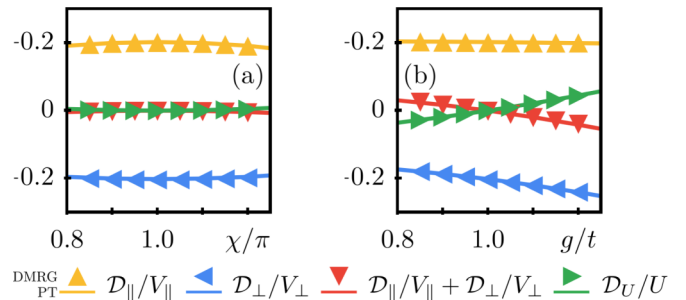 -0.2
0
-0.2
(a)
0.8 1.0 χ/π
-0.2
0
-0.2
(b)
0.8 1.0 g/t
DMRG
PT
𝒟∥/V∥ 𝒟⊥/V⊥ 𝒟∥/V∥ + 𝒟⊥/V⊥ 𝒟U/U